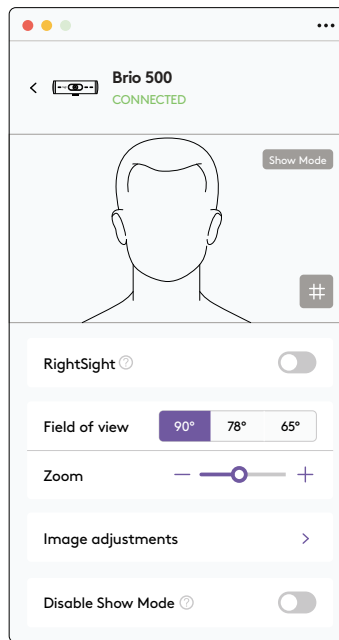 Brio 500
CONNECTED
Show Mode
RightSight
Field of view 90° 78° 65°
Zoom
Image adjustments
Disable Show Mode